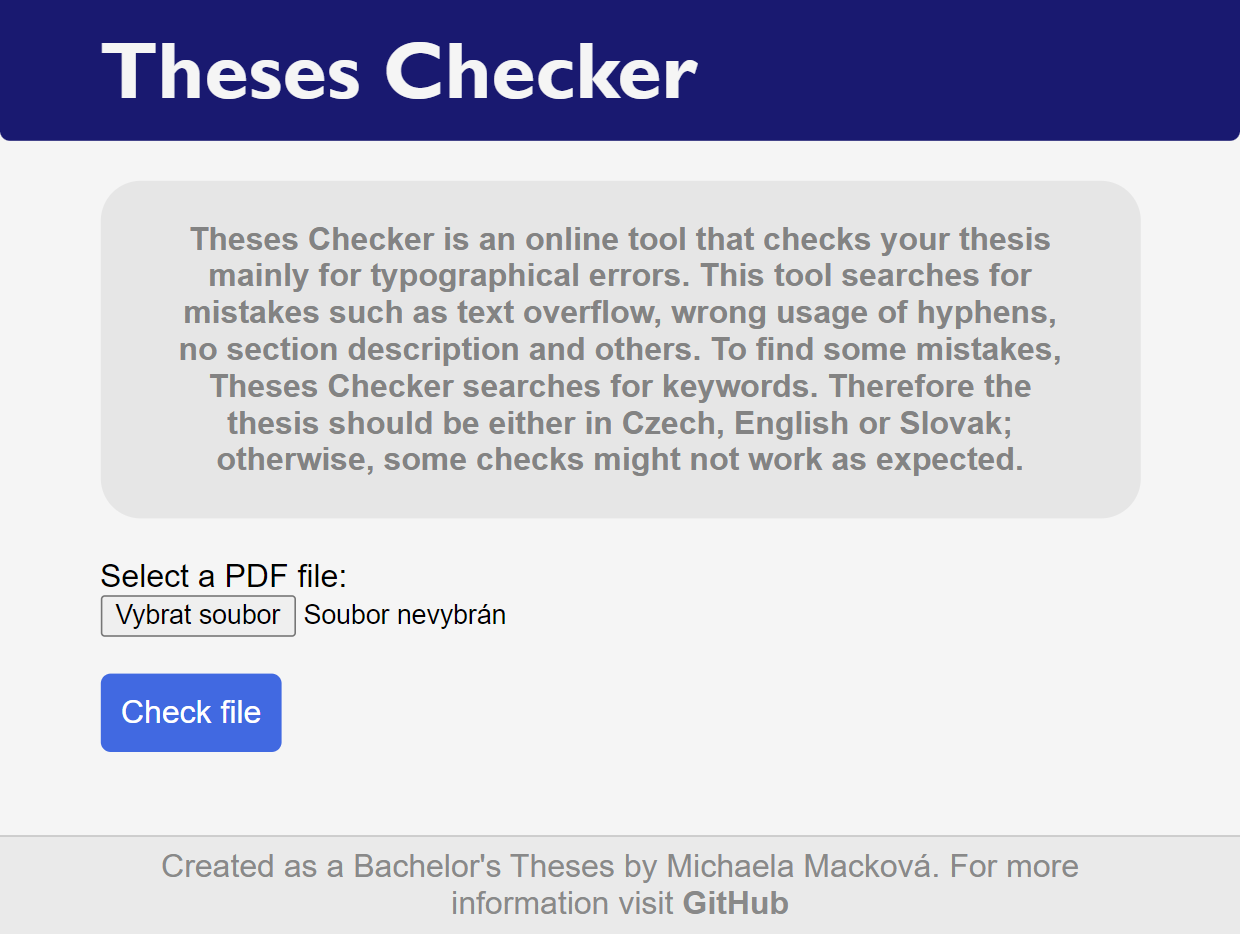 Theses Checker
Theses Checker is an online tool that checks your thesis
mainly for typographical errors. This tool searches for
mistakes such as text overflow, wrong usage of hyphens,
no section description and others. To find some mistakes,
Theses Checker searches for keywords. Therefore the
thesis should be either in Czech, English or Slovak;
otherwise, some checks might not work as expected.
Select a PDF file:
Vybrat soubor Soubor nevybrán
Check file
Created as a Bachelor's Theses by Michaela Macková. For more
information visit GitHub